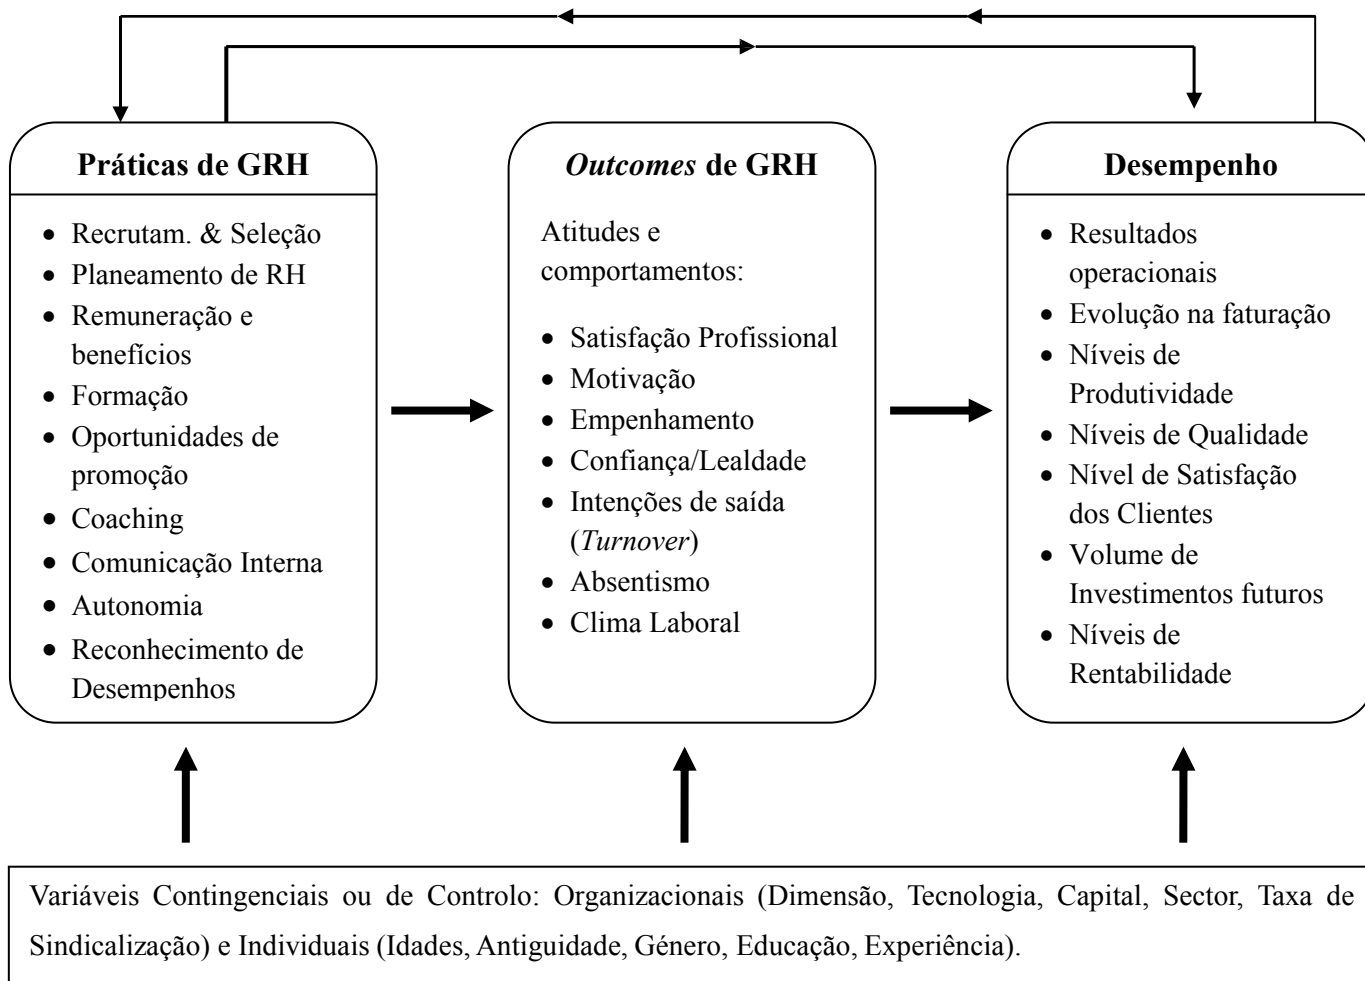 Práticas de GRH
• Recrutam. & Seleção
• Planeamento de RH
• Remuneração e
benefícios
• Formação
• Oportunidades de
promoção
• Coaching
• Comunicação Interna
• Autonomia
• Reconhecimento de
Desempenhos
Outcomes de GRH
Atitudes e
comportamentos:
• Satisfação Profissional
• Motivação
• Empenhamento
• Confiança/Lealdade
• Intenções de saída
(Turnover)
• Absentismo
• Clima Laboral
Desempenho
• Resultados
operacionais
• Evolução na faturação
• Níveis de
Produtividade
• Níveis de Qualidade
• Nível de Satisfação
dos Clientes
• Volume de
Investimentos futuros
• Níveis de
Rentabilidade
Variáveis Contingenciais ou de Controlo: Organizacionais (Dimensão, Tecnologia, Capital, Sector, Taxa de
Sindicalização) e Individuais (Idades, Antiguidade, Género, Educação, Experiência).